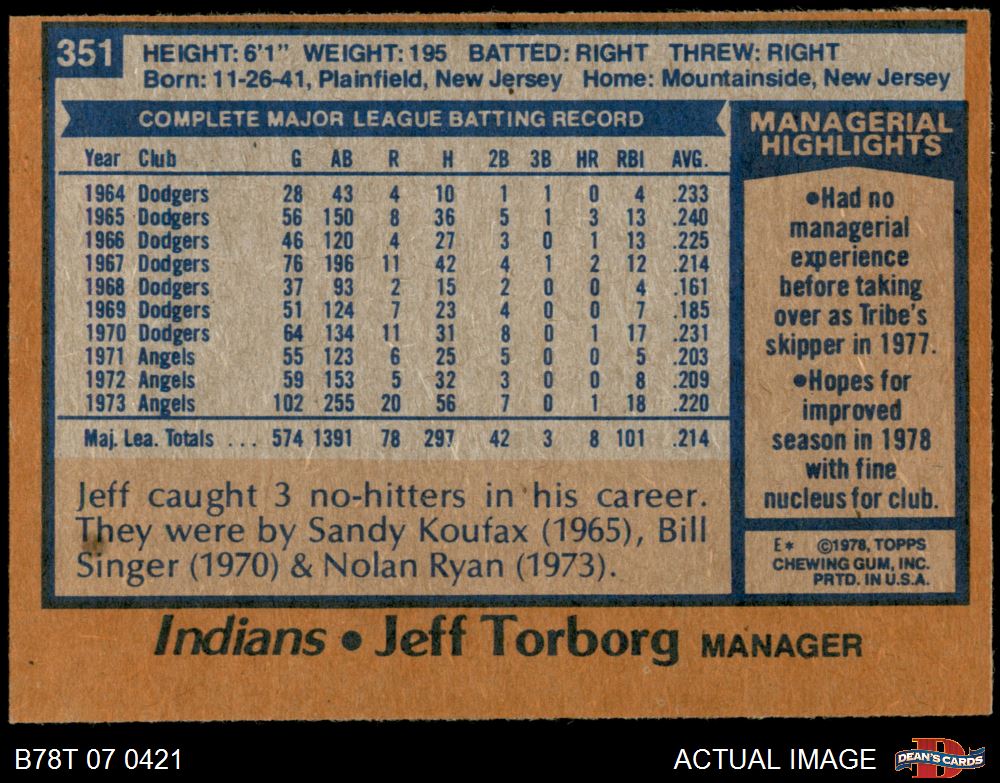 351
HEIGHT: 6'1" WEIGHT: 195 BATTED: RIGHT THREW: RIGHT
Born: 11-26-41, Plainfield, New Jersey Home: Mountainside, New Jersey
COMPLETE MAJOR LEAGUE BATTING RECORD
Year Club G AB R H 2B 3B HR RBI AVG.
1964 Dodgers 28 43 4 10 1 1 0 4 .233
1965 Dodgers 56 150 8 36 5 1 3 13 .240
1966 Dodgers 46 120 4 27 3 0 1 13 .225
1967 Dodgers 76 196 11 42 4 1 2 12 .214
1968 Dodgers 37 93 2 15 2 0 0 4 .161
1969 Dodgers 51 124 7 23 4 0 0 7 .185
1970 Dodgers 64 134 11 31 8 0 1 17 .231
1971 Angels 55 123 6 25 5 0 0 5 .203
1972 Angels 59 153 5 32 3 0 0 8 .209
1973 Angels 102 255 20 56 7 0 1 18 .220
Maj. Lea. Totals ... 574 1391 78 297 42 3 8 101 .214
Jeff caught 3 no-hitters in his career.
They were by Sandy Koufax (1965), Bill
Singer (1970) & Nolan Ryan (1973).
MANAGERIAL
HIGHLIGHTS
●Had no
managerial
experience
before taking
over as Tribe's
skipper in 1977.
●Hopes for
improved
season in 1978
with fine
nucleus for club.
E* ©1978, TOPPS
CHEWING GUM, INC.
PRTD. IN U.S.A.
Indians ● Jeff Torborg MANAGER
B78T 07 0421
ACTUAL IMAGE
DEAN'S CARDS